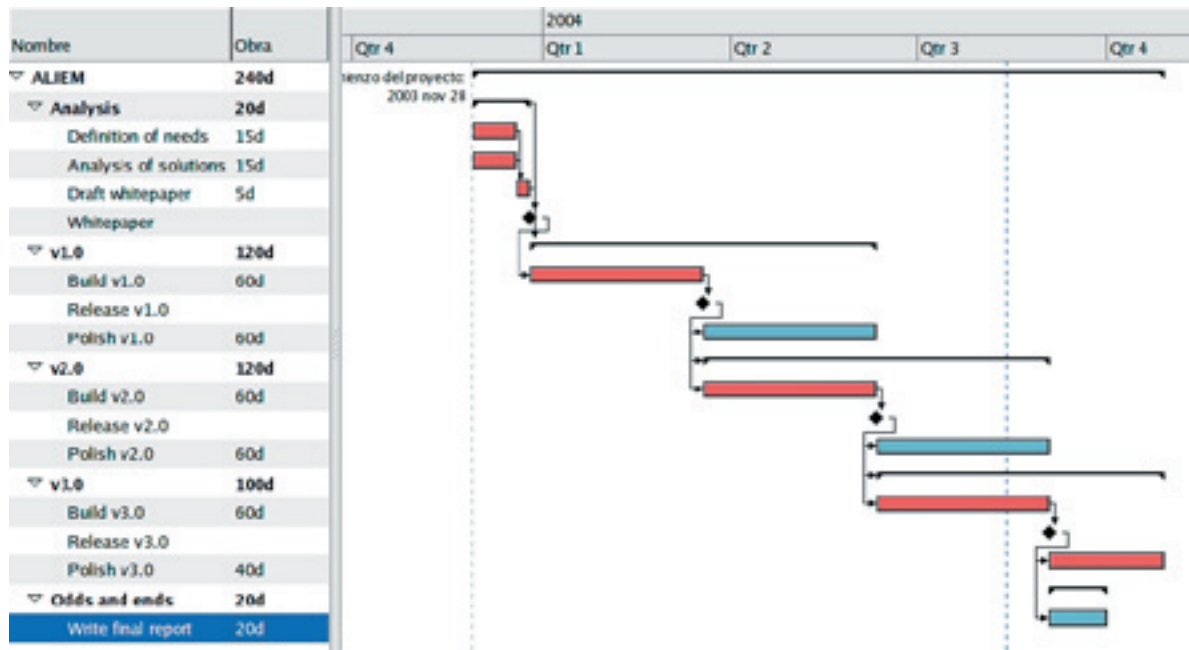 2004
Nombre Obra Qtr 4 Qtr 1 Qtr 2 Qtr 3 Qtr 4
ALIEM 240d
ienzo del proyecto:
2003 nov 28
Analysis 20d
Definition of needs 15d
Analysis of solutions 15d
Draft whitepaper 5d
Whitepaper
v1.0 120d
Build v1.0 60d
Release v1.0
Polish v1.0 60d
v2.0 120d
Build v2.0 60d
Release v2.0
Polish v2.0 60d
v3.0 100d
Build v3.0 60d
Release v3.0
Polish v3.0 40d
Odds and ends 20d
Write final report 20d